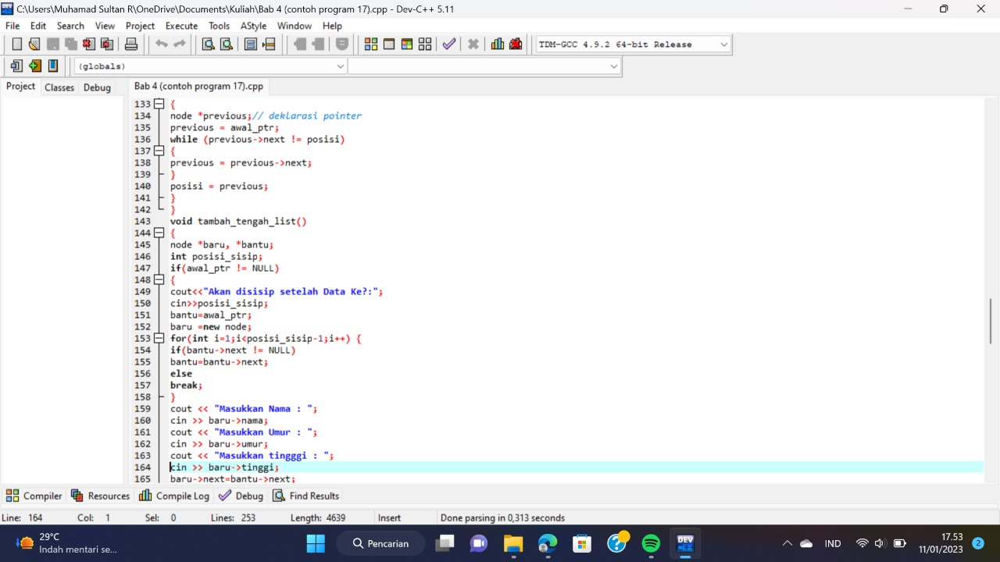 C:\Users\Muhamad Sultan R\OneDrive\Documents\Kuliah\Bab 4 (contoh program 17).cpp - Dev-C++ 5.11
File Edit Search View Project Execute Tools AStyle Window Help
TDM-GCC 4.9.2 64-bit Release
(globals)
Project Classes Debug
Bab 4 (contoh program 17).cpp
133 {
134 node *previous;// deklarasi pointer
135 previous = awal_ptr;
136 while (previous->next != posisi)
137 {
138 previous = previous->next;
139 }
140 posisi = previous;
141 }
142 }
143 void tambah_tengah_list()
144 {
145 node *baru, *bantu;
146 int posisi_sisip;
147 if(awal_ptr != NULL)
148 {
149 cout<<"Akan disisip setelah Data Ke?:";
150 cin>>posisi_sisip;
151 bantu=awal_ptr;
152 baru =new node;
153 for(int i=1;i<posisi_sisip-1;i++) {
154 if(bantu->next != NULL)
155 bantu=bantu->next;
156 else
157 break;
158 }
159 cout << "Masukkan Nama : ";
160 cin >> baru->nama;
161 cout << "Masukkan Umur : ";
162 cin >> baru->umur;
163 cout << "Masukkan tingggi : ";
164 cin >> baru->tinggi;
165 baru->next=bantu->next;
Compiler Resources Compile Log Debug Find Results
Line: 164 Col: 1 Sel: 0 Lines: 253 Length: 4639 Insert Done parsing in 0,313 seconds
29°C
Indah mentari se...
Pencarian
DEV
C++
IND
17.53
11/01/2023
2